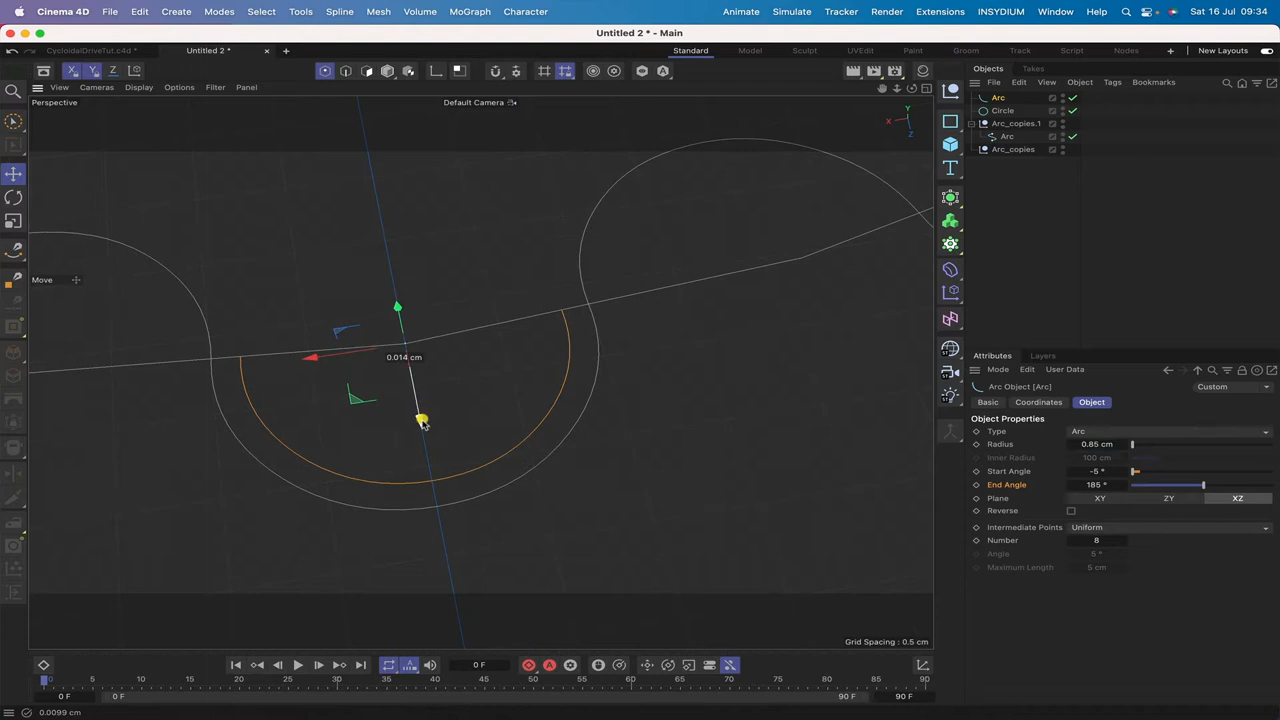 Cinema 4D File Edit Create Modes Select Tools Spline Mesh Volume MoGraph Character Animate Simulate Tracker Render Extensions INSYDIUM Window Help Sat 16 Jul 09:34
Untitled 2 * - Main
CycloidalDriveTut.c4d * Untitled 2 * Standard Model Sculpt UVEdit Paint Groom Track Script Nodes New Layouts
Objects Takes
View Cameras Display Options Filter Panel
File Edit View Object Tags Bookmarks
Perspective
Default Camera
Arc
Circle
Arc_copies.1
Arc
Arc_copies
Y
X
Z
Move
0.014 cm
Attributes Layers
Mode Edit User Data
Arc Object [Arc]
Custom
Basic Coordinates Object
Object Properties
Type Arc
Radius 0.85 cm
Inner Radius 100 cm
Start Angle -5 °
End Angle 185 °
Plane XY ZY XZ
Reverse
Intermediate Points Uniform
Number 8
Angle 5 °
Maximum Length 5 cm
Grid Spacing : 0.5 cm
0 F
0 5 10 15 20 25 30 35 40 45 50 55 60 65 70 75 80 85 90
0 F 0 F 90 F 90 F
0.0099 cm